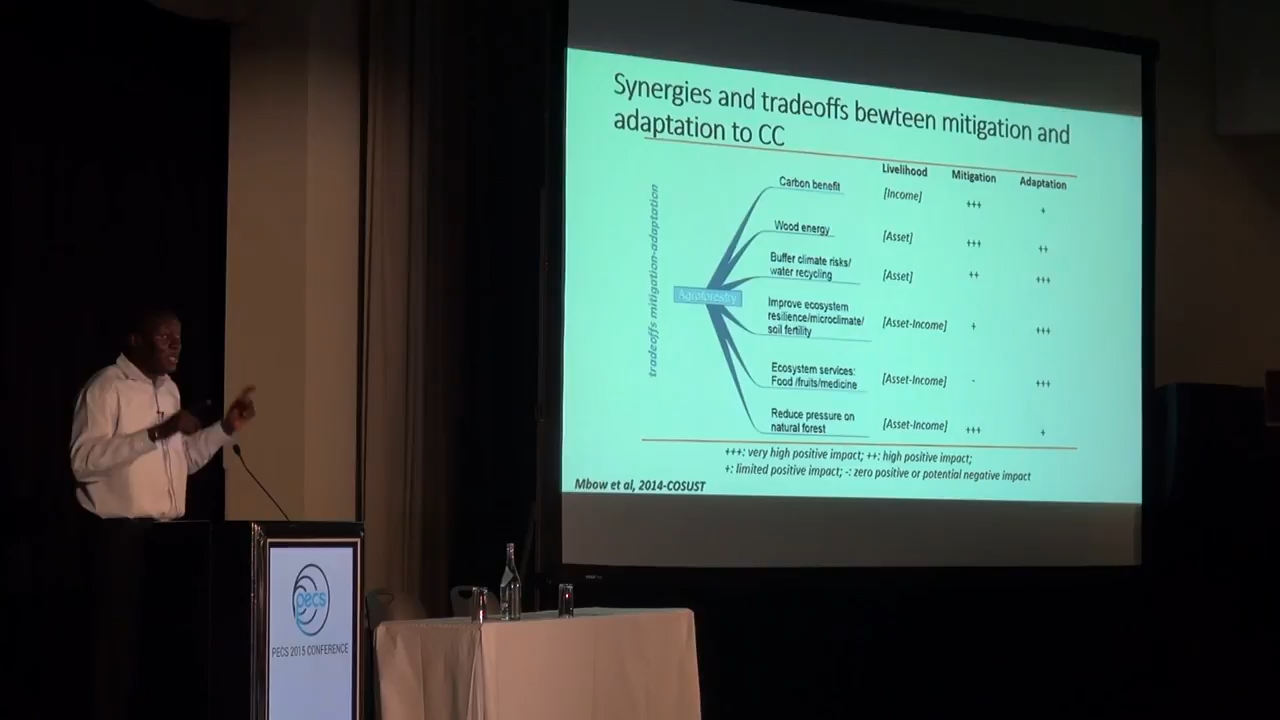 Synergies and tradeoffs bewteen mitigation and
adaptation to CC
Livelihood Mitigation Adaptation
tradeoffs mitigation-adaptation
Agroforestry
Carbon benefit [Income] +++ +
Wood energy [Asset] +++ ++
Buffer climate risks/
water recycling [Asset] ++ +++
Improve ecosystem
resilience/microclimate/ [Asset-Income] + +++
soil fertility
Ecosystem services:
Food /fruits/medicine [Asset-Income] - +++
Reduce pressure on
natural forest [Asset-Income] +++ +
+++: very high positive impact; ++: high positive impact;
+: limited positive impact; -: zero positive or potential negative impact
Mbow et al, 2014-COSUST
pecs
PECS 2015 CONFERENCE